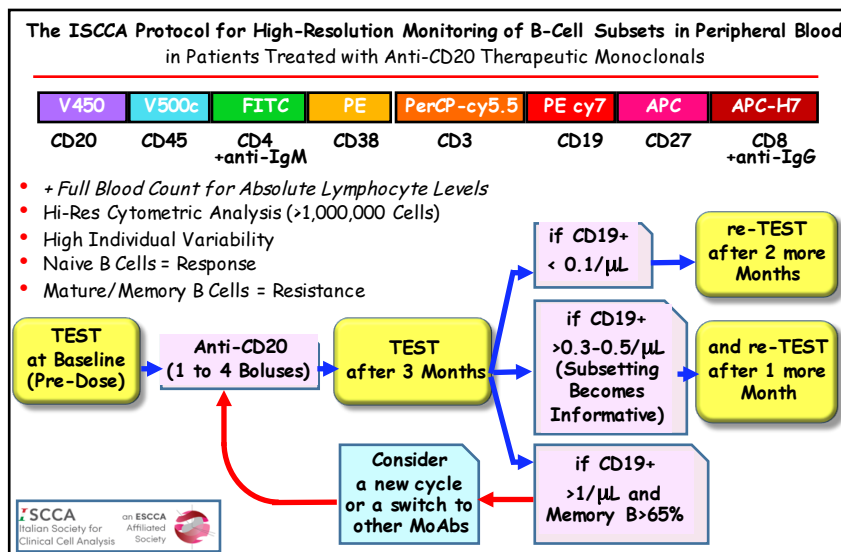 The ISCCA Protocol for High-Resolution Monitoring of B-Cell Subsets in Peripheral Blood
in Patients Treated with Anti-CD20 Therapeutic Monoclonals
V450 V500c FITC PE PerCP-cy5.5 PE cy7 APC APC-H7
CD20 CD45 CD4 CD38 CD3 CD19 CD27 CD8
+anti-IgM +anti-IgG
• + Full Blood Count for Absolute Lymphocyte Levels
• Hi-Res Cytometric Analysis (>1,000,000 Cells)
• High Individual Variability
• Naive B Cells = Response
• Mature/Memory B Cells = Resistance
TEST
at Baseline
(Pre-Dose)
Anti-CD20
(1 to 4 Boluses)
TEST
after 3 Months
if CD19+
< 0.1/μL
re-TEST
after 2 more
Months
if CD19+
>0.3-0.5/μL
(Subsetting
Becomes
Informative)
and re-TEST
after 1 more
Month
if CD19+
>1/μL and
Memory B>65%
Consider
a new cycle
or a switch to
other MoAbs
ISCCA
Italian Society for
Clinical Cell Analysis
an ESCCA
Affiliated
Society